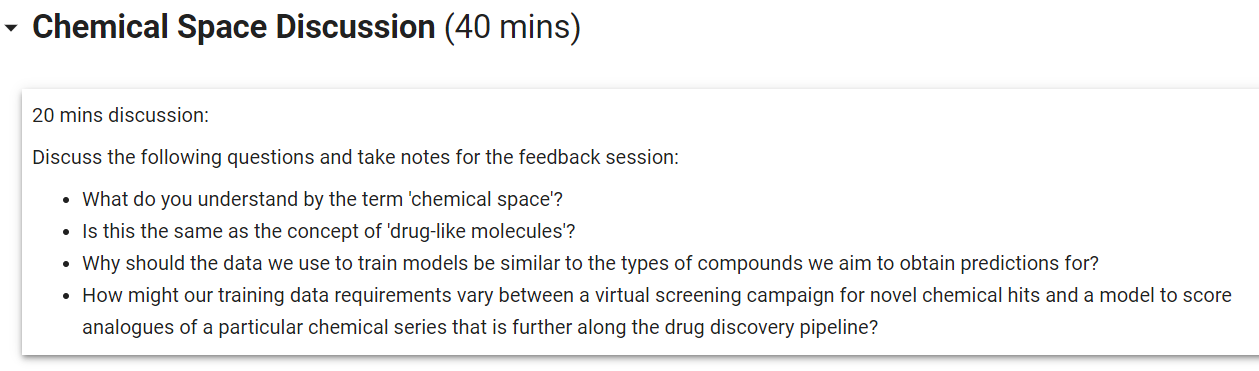 Chemical Space Discussion (40 mins)
20 mins discussion:
Discuss the following questions and take notes for the feedback session:
• What do you understand by the term 'chemical space'?
• Is this the same as the concept of 'drug-like molecules'?
• Why should the data we use to train models be similar to the types of compounds we aim to obtain predictions for?
• How might our training data requirements vary between a virtual screening campaign for novel chemical hits and a model to score
analogues of a particular chemical series that is further along the drug discovery pipeline?